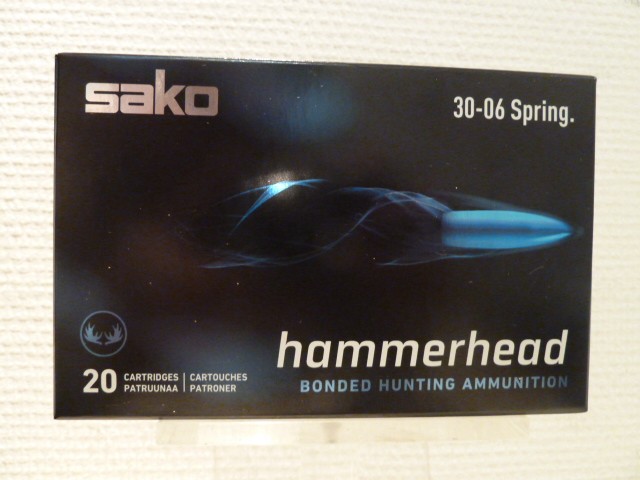 sako
30-06 Spring.
hammerhead
BONDED HUNTING AMMUNITION
20 CARTRIDGES | CARTOUCHES
PATRUUNAA | PATRONER